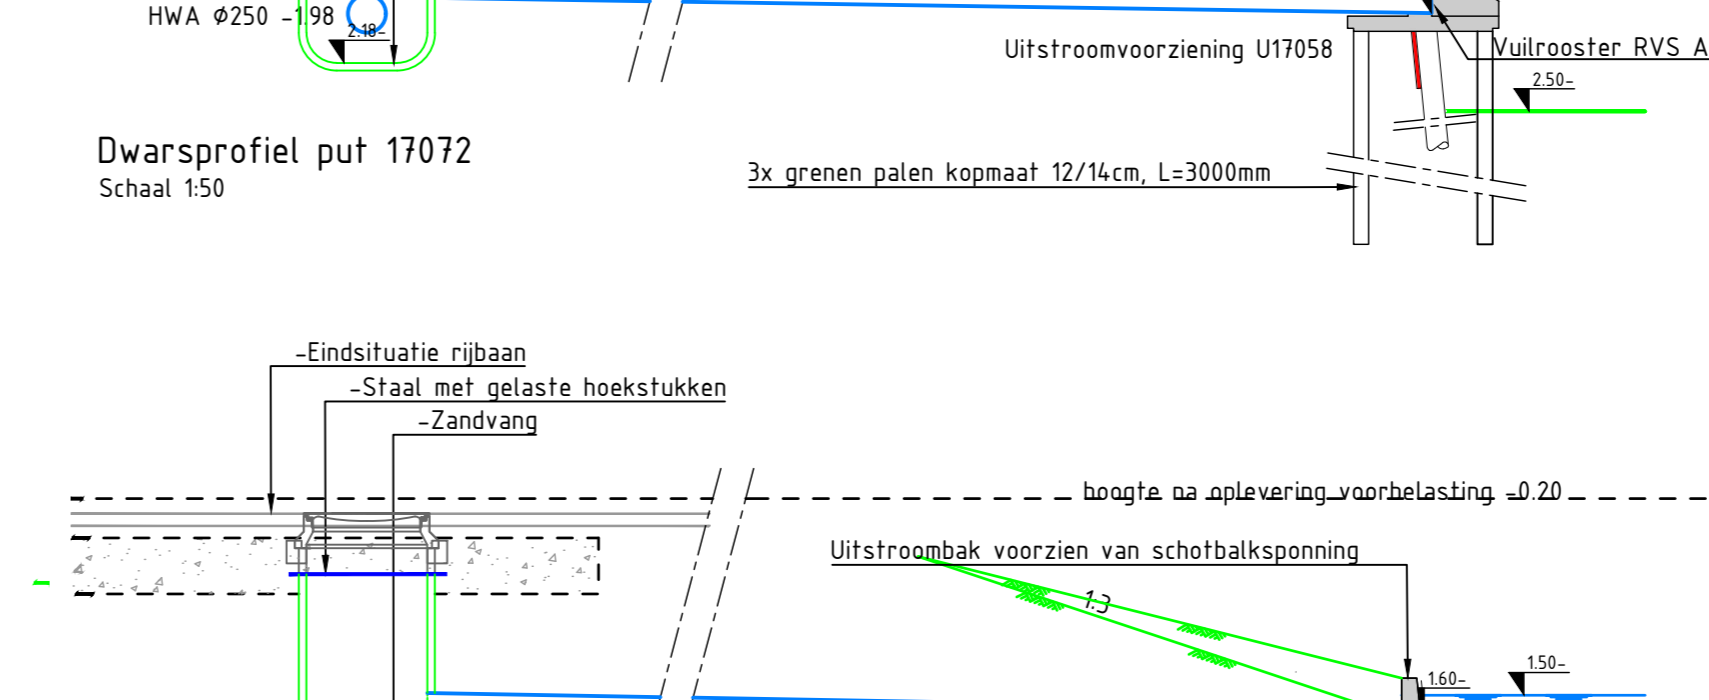 HWA Ø250 -1.98
2.18-
Uitstroomvoorziening U17058
Vuilrooster RVS A
2.50-
Dwarsprofiel put 17072
Schaal 1:50
3x grenen palen kopmaat 12/14cm, L=3000mm
-Eindsituatie rijbaan
-Staal met gelaste hoekstukken
-Zandvang
hoogte na oplevering voorbelasting -0.20
Uitstroombak voorzien van schotbalksponning
1:3
1.60-
1.50-